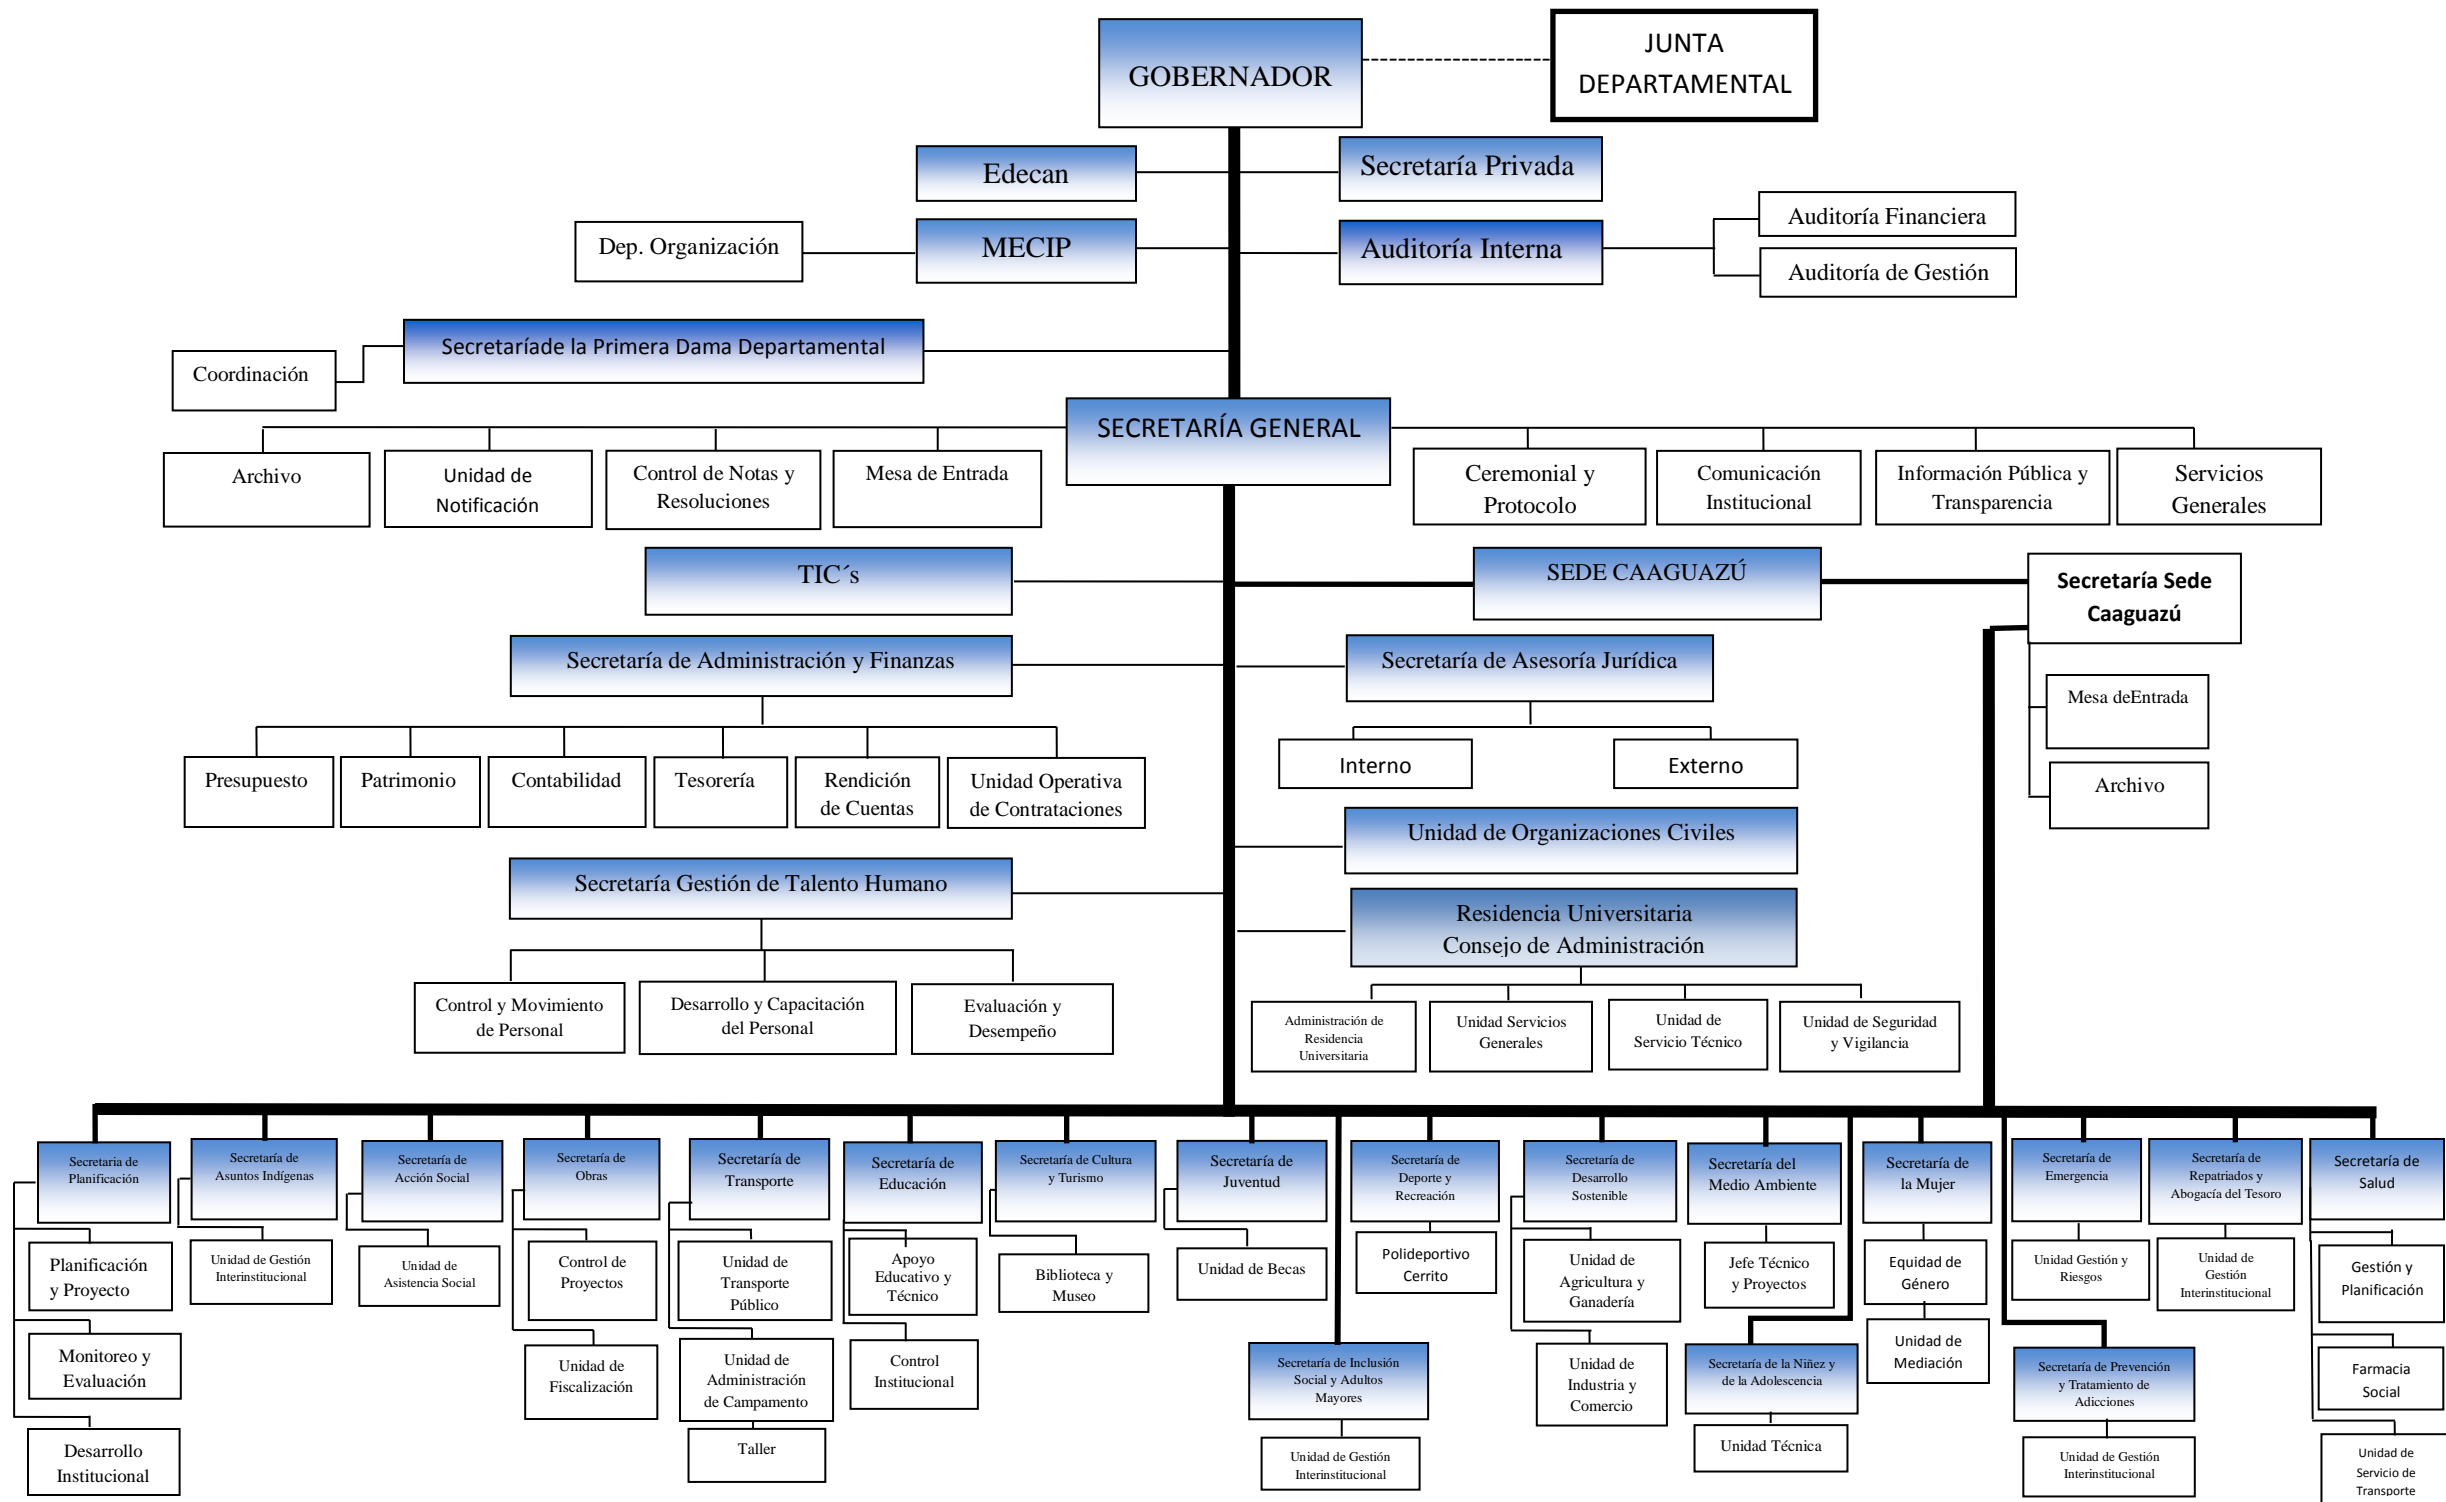 GOBERNADOR
JUNTA
DEPARTAMENTAL
Edecan
Secretaría Privada
Dep. Organización
MECIP
Auditoría Interna
Auditoría Financiera
Auditoría de Gestión
Secretaríade la Primera Dama Departamental
Coordinación
SECRETARÍA GENERAL
Archivo
Unidad de
Notificación
Control de Notas y
Resoluciones
Mesa de Entrada
Ceremonial y
Protocolo
Comunicación
Institucional
Información Pública y
Transparencia
Servicios
Generales
TIC´s
SEDE CAAGUAZÚ
Secretaría Sede
Caaguazú
Secretaría de Administración y Finanzas
Secretaría de Asesoría Jurídica
Mesa deEntrada
Archivo
Presupuesto
Patrimonio
Contabilidad
Tesorería
Rendición
de Cuentas
Unidad Operativa
de Contrataciones
Interno
Externo
Unidad de Organizaciones Civiles
Secretaría Gestión de Talento Humano
Residencia Universitaria
Consejo de Administración
Control y Movimiento
de Personal
Desarrollo y Capacitación
del Personal
Evaluación y
Desempeño
Administración de
Residencia
Universitaria
Unidad Servicios
Generales
Unidad de
Servicio Técnico
Unidad de Seguridad
y Vigilancia
Secretaria de
Planificación
Secretaría de
Asuntos Indígenas
Secretaría de
Acción Social
Secretaría de
Obras
Secretaría de
Transporte
Secretaría de
Educación
Secretaría de Cultura
y Turismo
Secretaría de
Juventud
Secretaría de
Deporte y
Recreación
Secretaría de
Desarrollo
Sostenible
Secretaría del
Medio Ambiente
Secretaría de
la Mujer
Secretaría de
Emergencia
Secretaría de
Repatriados y
Abogacía del Tesoro
Secretaría de
Salud
Planificación
y Proyecto
Unidad de Gestión
Interinstitucional
Unidad de
Asistencia Social
Control de
Proyectos
Unidad de
Transporte
Público
Apoyo
Educativo y
Técnico
Biblioteca y
Museo
Unidad de Becas
Polideportivo
Cerrito
Unidad de
Agricultura y
Ganadería
Jefe Técnico
y Proyectos
Equidad de
Género
Unidad Gestión y
Riesgos
Unidad de
Gestión
Interinstitucional
Gestión y
Planificación
Monitoreo y
Evaluación
Unidad de
Fiscalización
Unidad de
Administración
de Campamento
Control
Institucional
Secretaría de Inclusión
Social y Adultos
Mayores
Unidad de
Industria y
Comercio
Secretaría de la Niñez y
de la Adolescencia
Unidad de
Mediación
Secretaría de Prevención
y Tratamiento de
Adicciones
Farmacia
Social
Desarrollo
Institucional
Taller
Unidad de Gestión
Interinstitucional
Unidad Técnica
Unidad de Gestión
Interinstitucional
Unidad de
Servicio de
Transporte